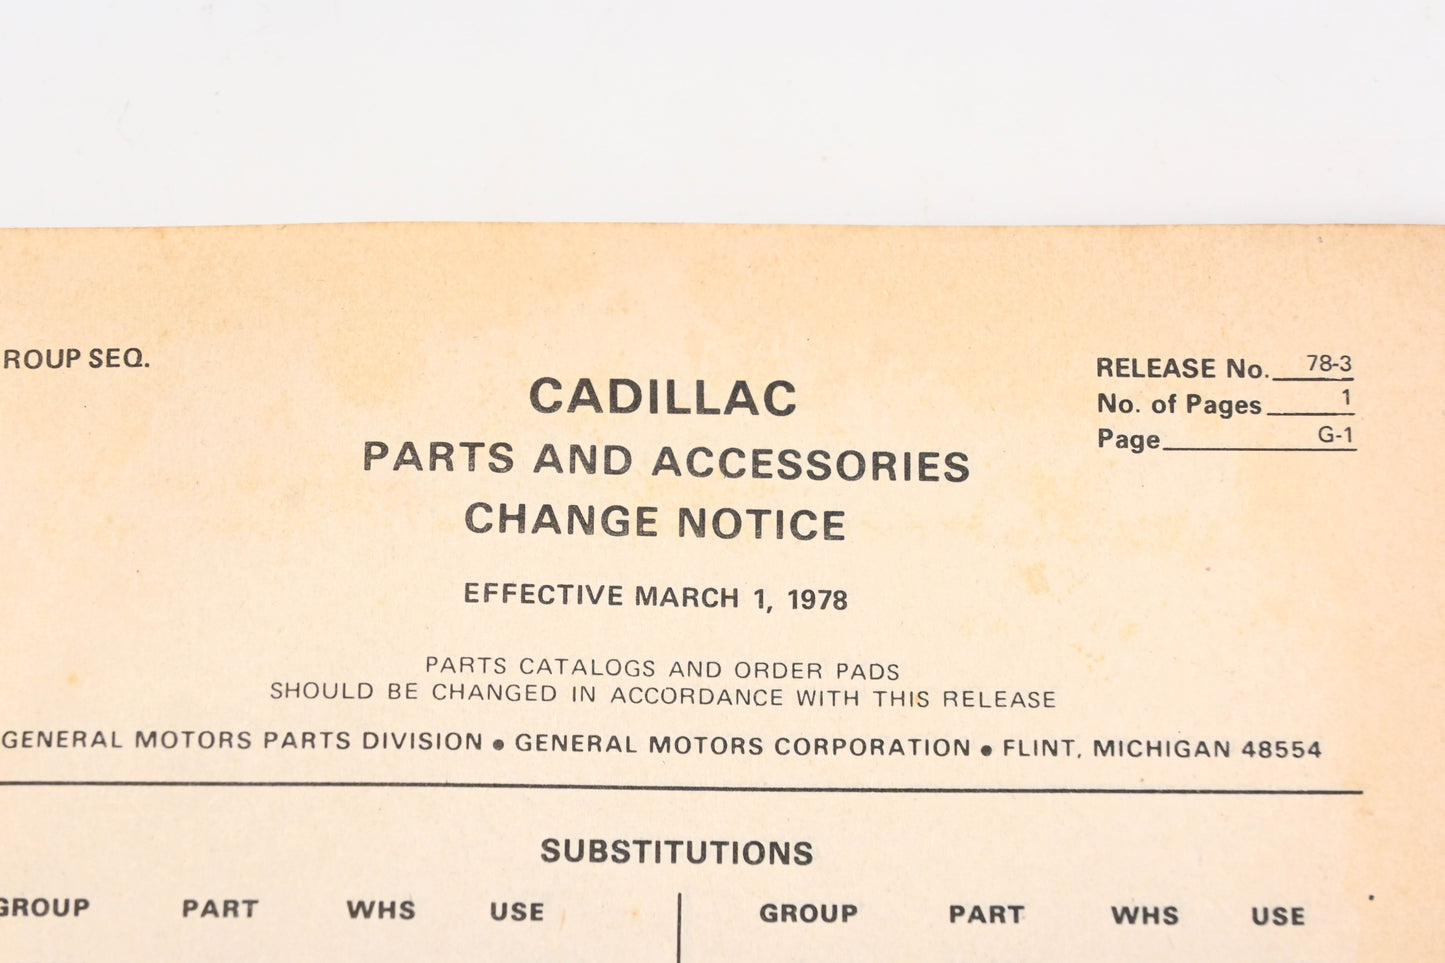 ROUP SEQ.
RELEASE No. 78-3
No. of Pages 1
Page G-1
CADILLAC
PARTS AND ACCESSORIES
CHANGE NOTICE
EFFECTIVE MARCH 1, 1978
PARTS CATALOGS AND ORDER PADS
SHOULD BE CHANGED IN ACCORDANCE WITH THIS RELEASE
GENERAL MOTORS PARTS DIVISION ● GENERAL MOTORS CORPORATION ● FLINT, MICHIGAN 48554
SUBSTITUTIONS
GROUP PART WHS USE GROUP PART WHS USE